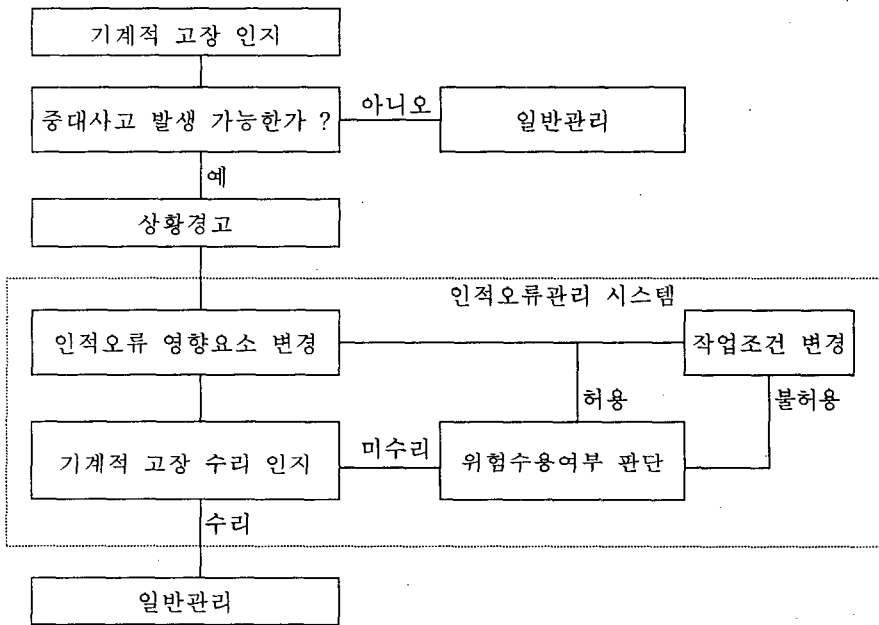 기계적 고장 인지
중대사고 발생 가능한가 ?
아니오
일반관리
예
상황경고
인적오류관리 시스템
인적오류 영향요소 변경
작업조건 변경
허용
불허용
기계적 고장 수리 인지
미수리
위험수용여부 판단
수리
일반관리